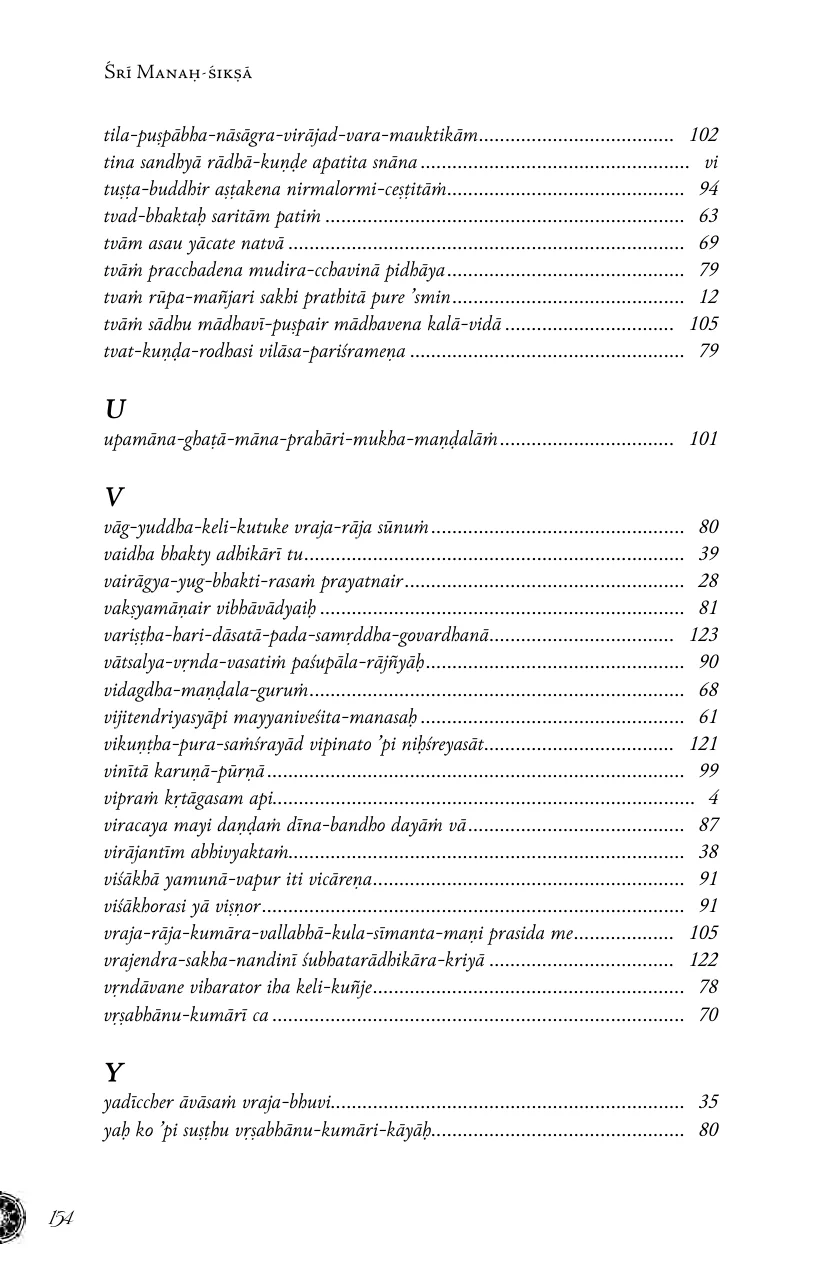 Śrī Manaḥ-śikṣā
tila-puṣpābha-nāsāgra-virājad-vara-mauktikām..................................... 102
tina sandhyā rādhā-kuṇḍe apatita snāna................................................... vi
tuṣṭa-buddhir aṣṭakena nirmalormi-ceṣṭitāṁ............................................. 94
tvad-bhaktaḥ saritām patiṁ.................................................................... 63
tvām asau yācate natvā........................................................................... 69
tvāṁ pracchadena mudira-cchavinā pidhāya............................................. 79
tvaṁ rūpa-mañjari sakhi prathitā pure ’smin............................................ 12
tvāṁ sādhu mādhavī-puṣpair mādhavena kalā-vidā................................ 105
tvat-kuṇḍa-rodhasi vilāsa-pariśrameṇa.................................................... 79
U
upamāna-ghaṭā-māna-prahāri-mukha-maṇḍalāṁ................................. 101
V
vāg-yuddha-keli-kutuke vraja-rāja sūnuṁ................................................ 80
vaidha bhakty adhikārī tu........................................................................ 39
vairāgya-yug-bhakti-rasaṁ prayatnair..................................................... 28
vakṣyamāṇair vibhāvādyaiḥ..................................................................... 81
variṣṭha-hari-dāsatā-pada-samṛddha-govardhanā................................... 123
vātsalya-vṛnda-vasatiṁ paśupāla-rājñyāḥ................................................. 90
vidagdha-maṇḍala-guruṁ....................................................................... 68
vijitendriyasyāpi mayyaniveśita-manasaḥ.................................................. 61
vikuṇṭha-pura-saṁśrayād vipinato ’pi niḥśreyasāt.................................... 121
vinītā karuṇā-pūrṇā............................................................................... 99
vipraṁ kṛtāgasam api................................................................................ 4
viracaya mayi daṇḍaṁ dīna-bandho dayāṁ vā......................................... 87
virājantīm abhivyaktaṁ........................................................................... 38
viśākhā yamunā-vapur iti vicāreṇa........................................................... 91
viśākhorasi yā viṣṇor................................................................................ 91
vraja-rāja-kumāra-vallabhā-kula-sīmanta-maṇi prasida me................... 105
vrajendra-sakha-nandinī śubhatarādhikāra-kriyā................................... 122
vṛndāvane viharator iha keli-kuñje........................................................... 78
vṛṣabhānu-kumārī ca.............................................................................. 70
Y
yadīccher āvāsaṁ vraja-bhuvi................................................................... 35
yaḥ ko ’pi suṣṭhu vṛṣabhānu-kumāri-kāyāḥ................................................ 80
154